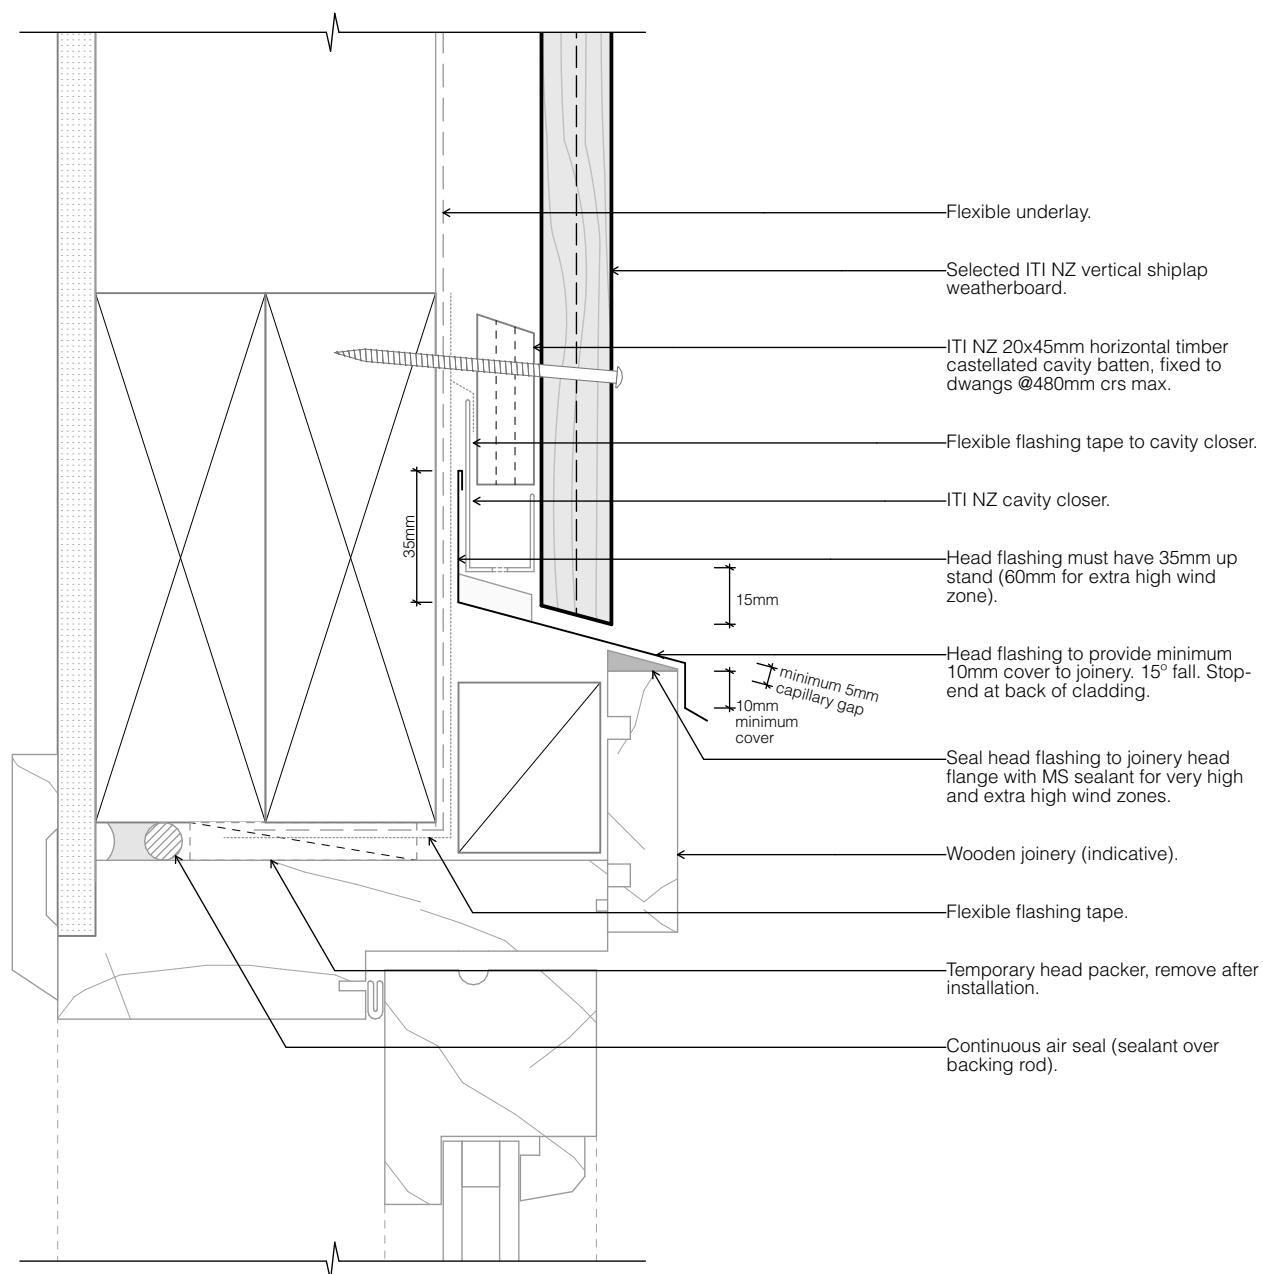 Flexible underlay.
Selected ITI NZ vertical shiplap
weatherboard.
ITI NZ 20x45mm horizontal timber
castellated cavity batten, fixed to
dwangs @480mm crs max.
Flexible flashing tape to cavity closer.
ITI NZ cavity closer.
35mm
Head flashing must have 35mm up
stand (60mm for extra high wind
zone).
15mm
Head flashing to provide minimum
10mm cover to joinery. 15° fall. Stop-
end at back of cladding.
minimum 5mm
capillary gap
10mm
minimum
cover
Seal head flashing to joinery head
flange with MS sealant for very high
and extra high wind zones.
Wooden joinery (indicative).
Flexible flashing tape.
Temporary head packer, remove after
installation.
Continuous air seal (sealant over
backing rod).